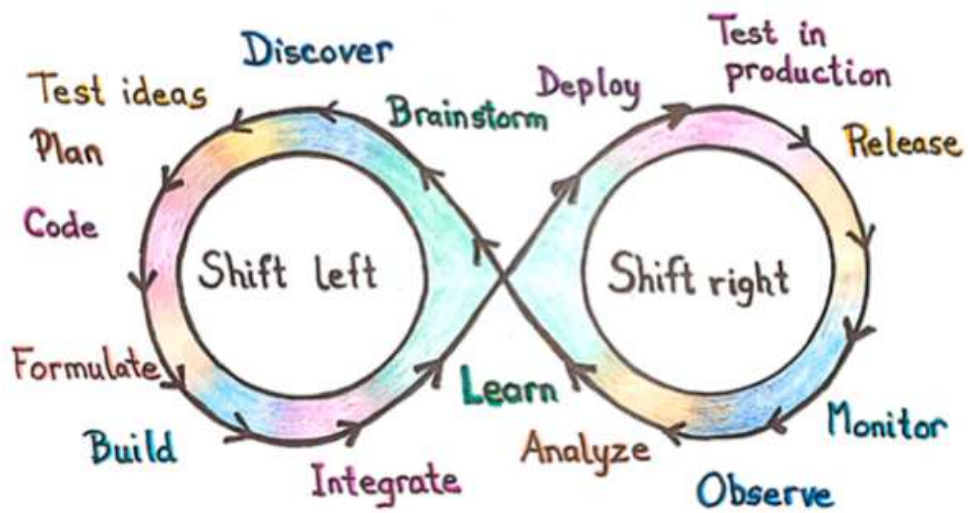 Discover
Test ideas
Plan
Code
Formulate
Build
Integrate
Brainstorm
Shift left
Learn
Deploy
Test in
production
Release
Shift right
Monitor
Observe
Analyze